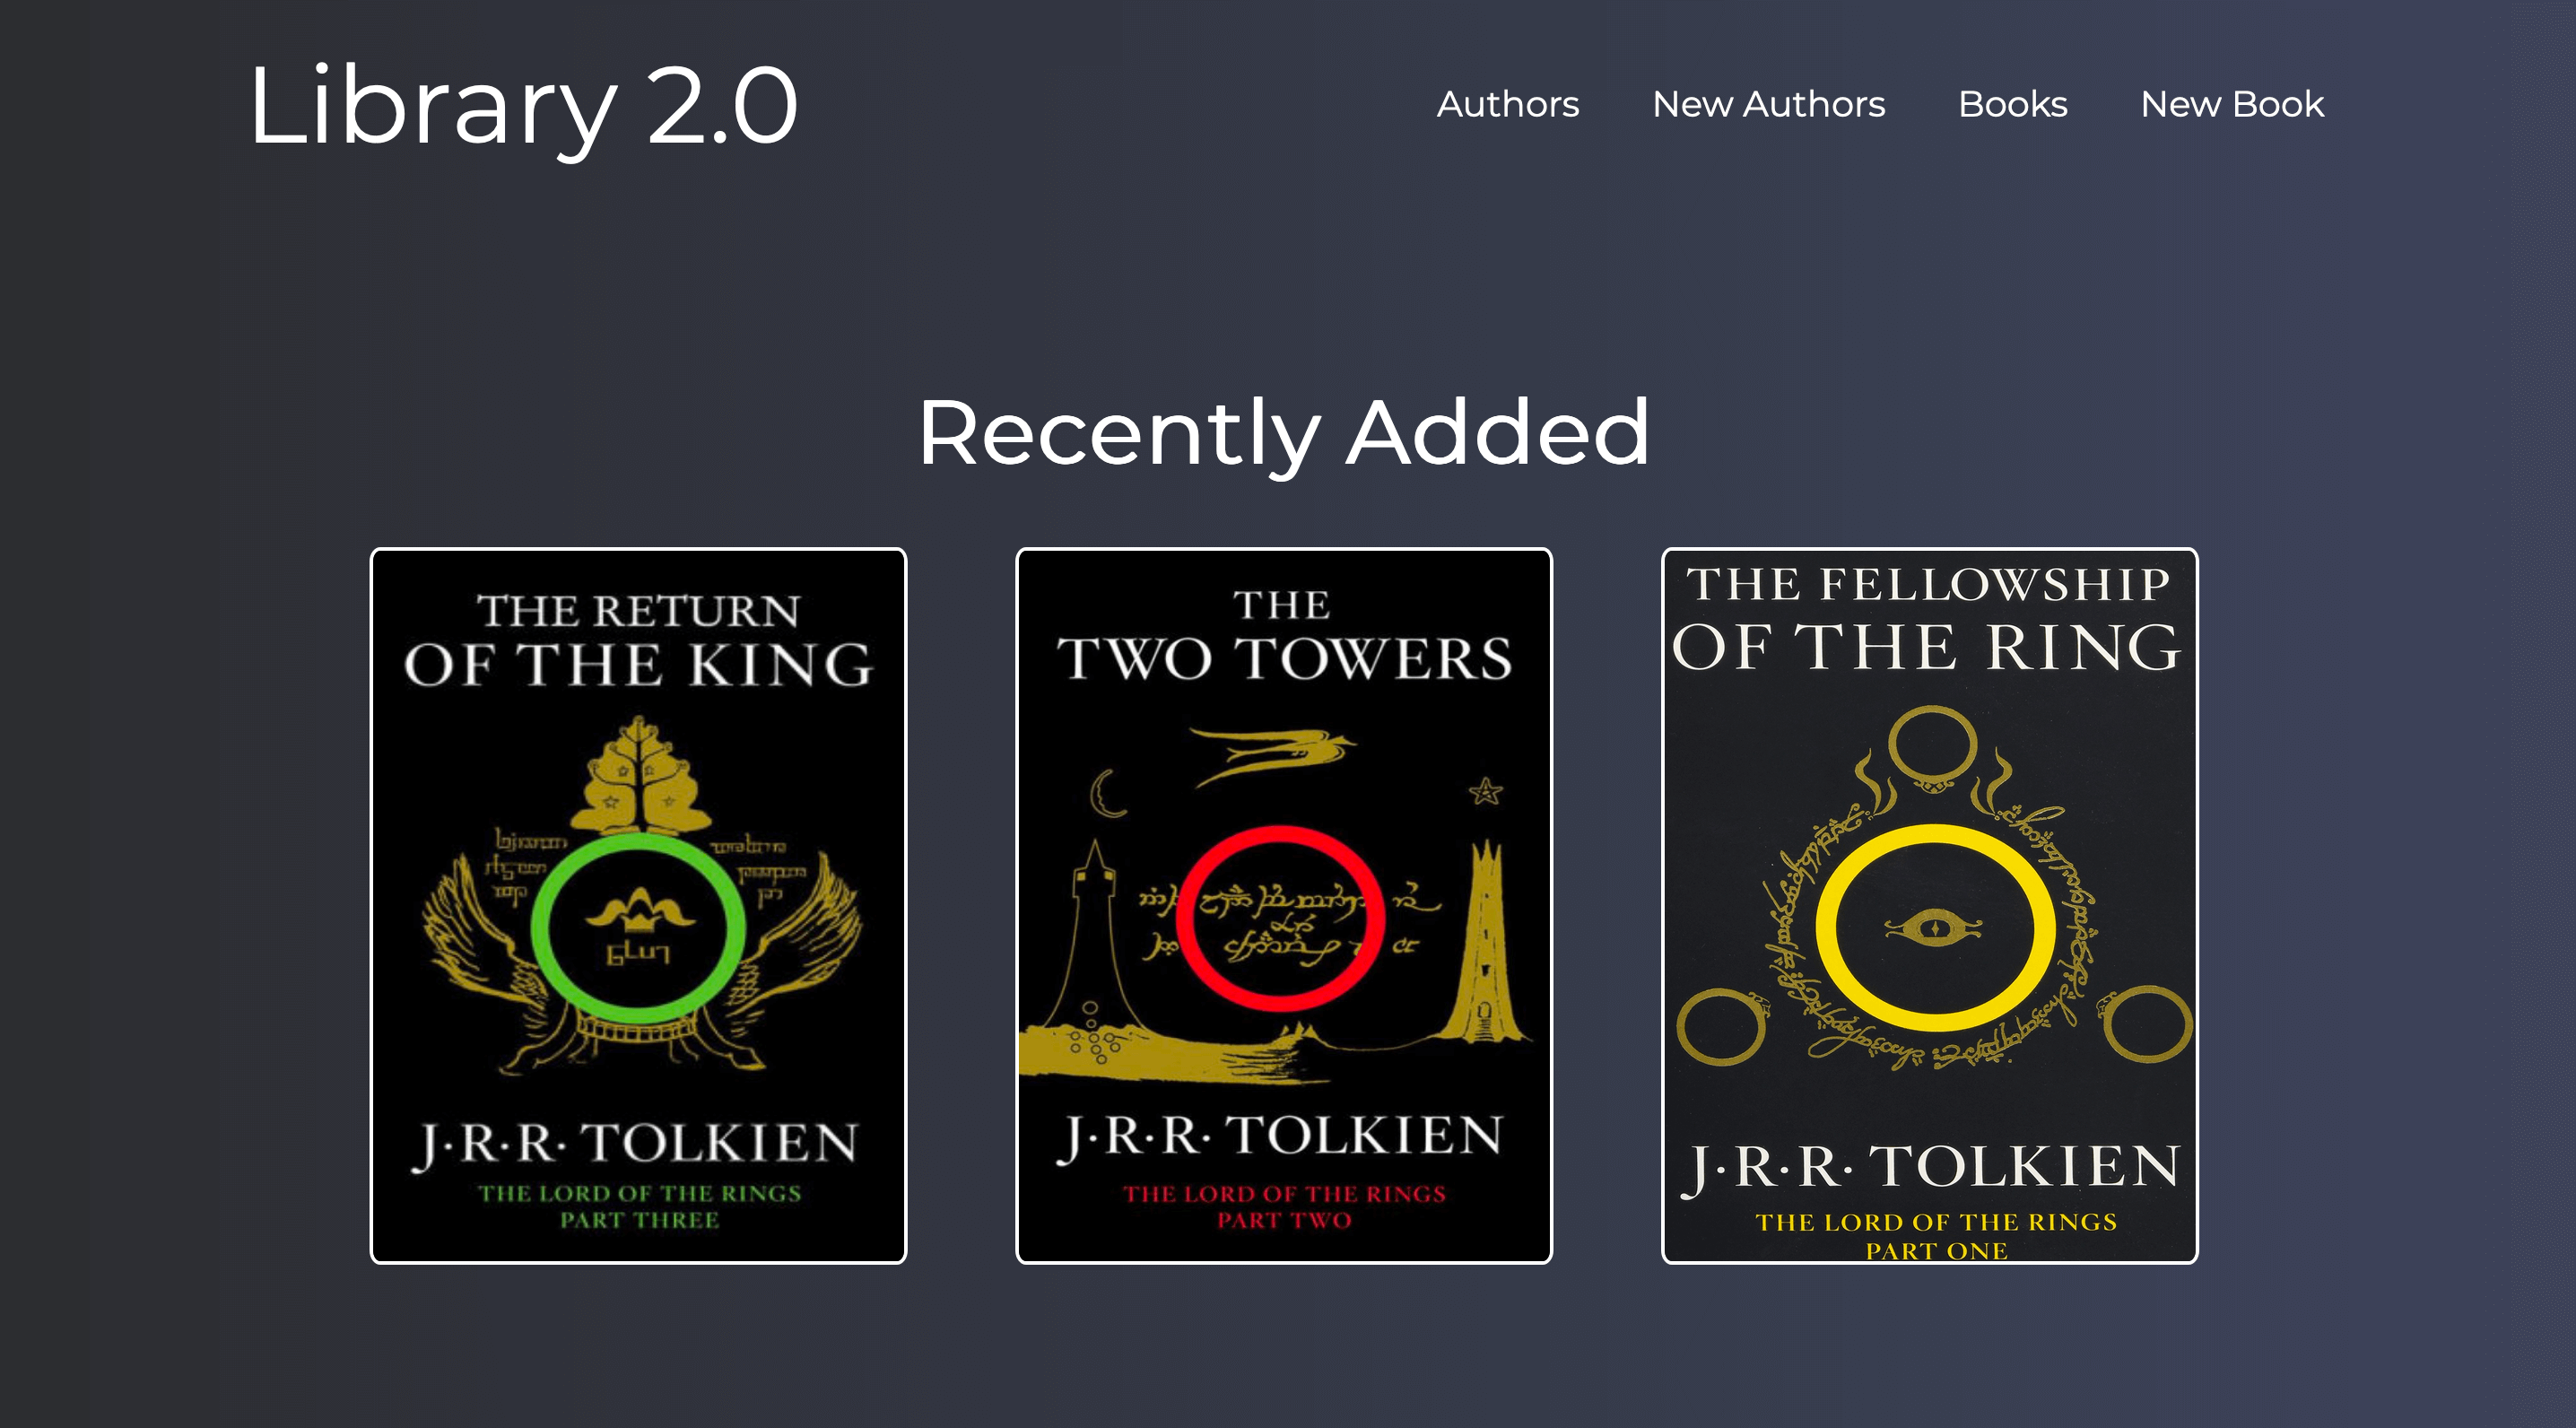 Library 2.0
Authors
New Authors
Books
New Book
Recently Added
THE RETURN
OF THE KING
J·R·R· TOLKIEN
THE LORD OF THE RINGS
PART THREE
THE
TWO TOWERS
J·R·R· TOLKIEN
THE LORD OF THE RINGS
PART TWO
THE FELLOWSHIP
OF THE RING
J·R·R· TOLKIEN
THE LORD OF THE RINGS
PART ONE